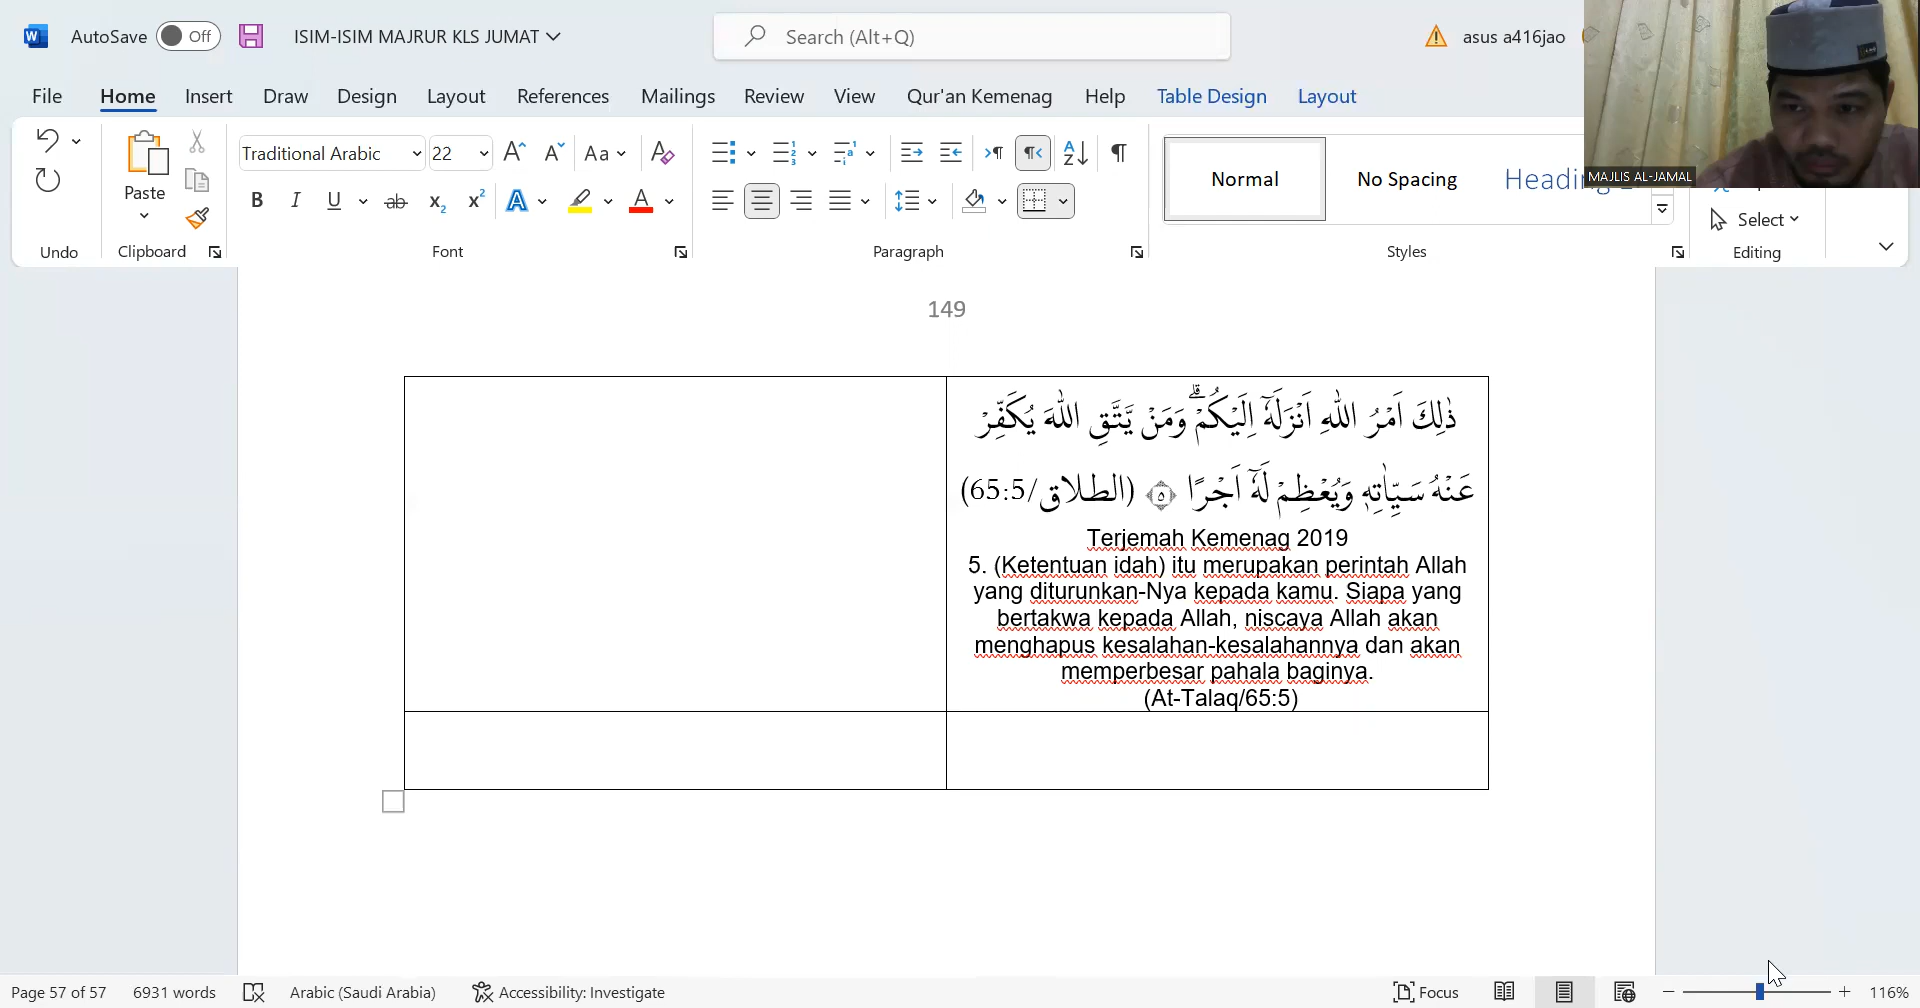 AutoSave Off ISIM-ISIM MAJRUR KLS JUMAT Search (Alt+Q) asus a416jao
File Home Insert Draw Design Layout References Mailings Review View Qur'an Kemenag Help Table Design Layout
MAJLIS AL-JAMAL
Traditional Arabic 22
Paste
Normal No Spacing
Select
Undo Clipboard Font Paragraph Styles Editing
149
ذٰلِكَ اَمْرُ اللّٰهِ اَنْزَلَهٗٓ اِلَيْكُمْۗ وَمَنْ يَّتَّقِ اللّٰهَ يُكَفِّرْ
عَنْهُ سَيِّاٰتِهٖ وَيُعْظِمْ لَهٗٓ اَجْرًا ۝٥ (الطلاق/65:5)
Terjemah Kemenag 2019
5. (Ketentuan idah) itu merupakan perintah Allah
yang diturunkan-Nya kepada kamu. Siapa yang
bertakwa kepada Allah, niscaya Allah akan
menghapus kesalahan-kesalahannya dan akan
memperbesar pahala baginya.
(At-Talaq/65:5)
Page 57 of 57 6931 words Arabic (Saudi Arabia) Accessibility: Investigate Focus 116%